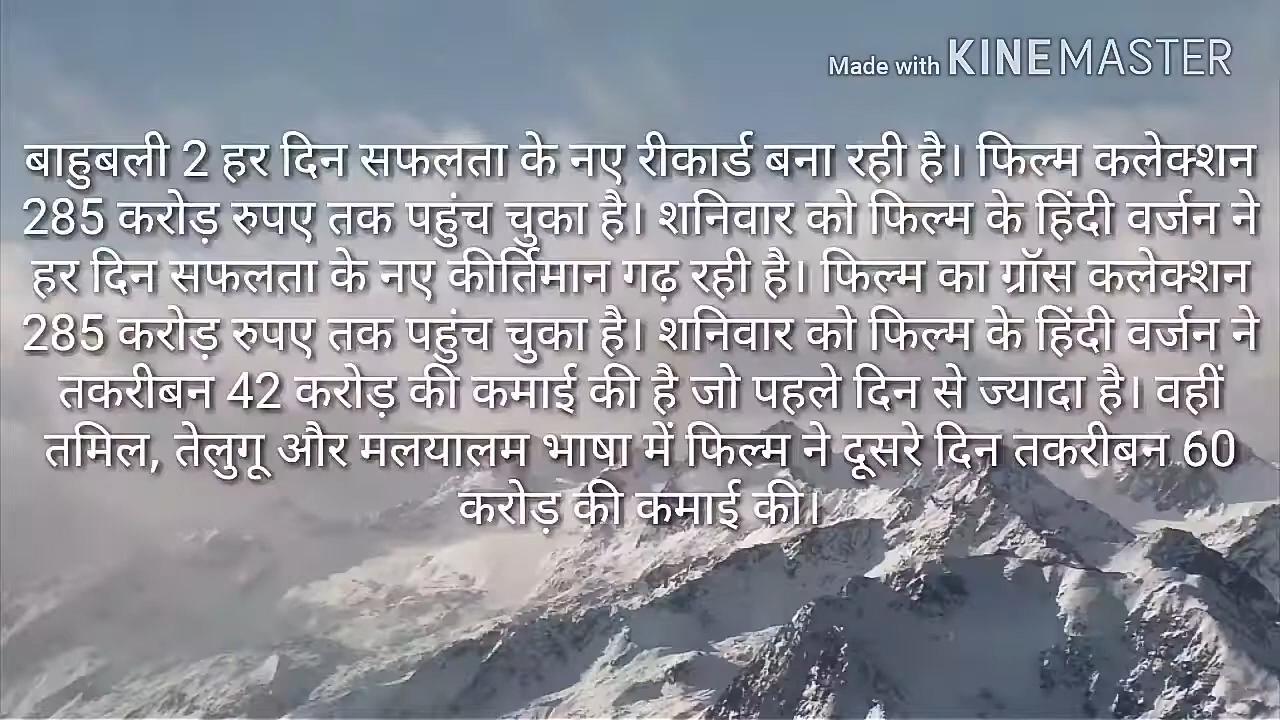 Made with KINEMASTER
बाहुबली 2 हर दिन सफलता के नए रीकार्ड बना रही है। फिल्म कलेक्शन
285 करोड़ रुपए तक पहुंच चुका है। शनिवार को फिल्म के हिंदी वर्जन ने
हर दिन सफलता के नए कीर्तिमान गढ़ रही है। फिल्म का ग्रॉस कलेक्शन
285 करोड़ रुपए तक पहुंच चुका है। शनिवार को फिल्म के हिंदी वर्जन ने
तकरीबन 42 करोड़ की कमाई की है जो पहले दिन से ज्यादा है। वहीं
तमिल, तेलुगू और मलयालम भाषा में फिल्म ने दूसरे दिन तकरीबन 60
करोड़ की कमाई की।